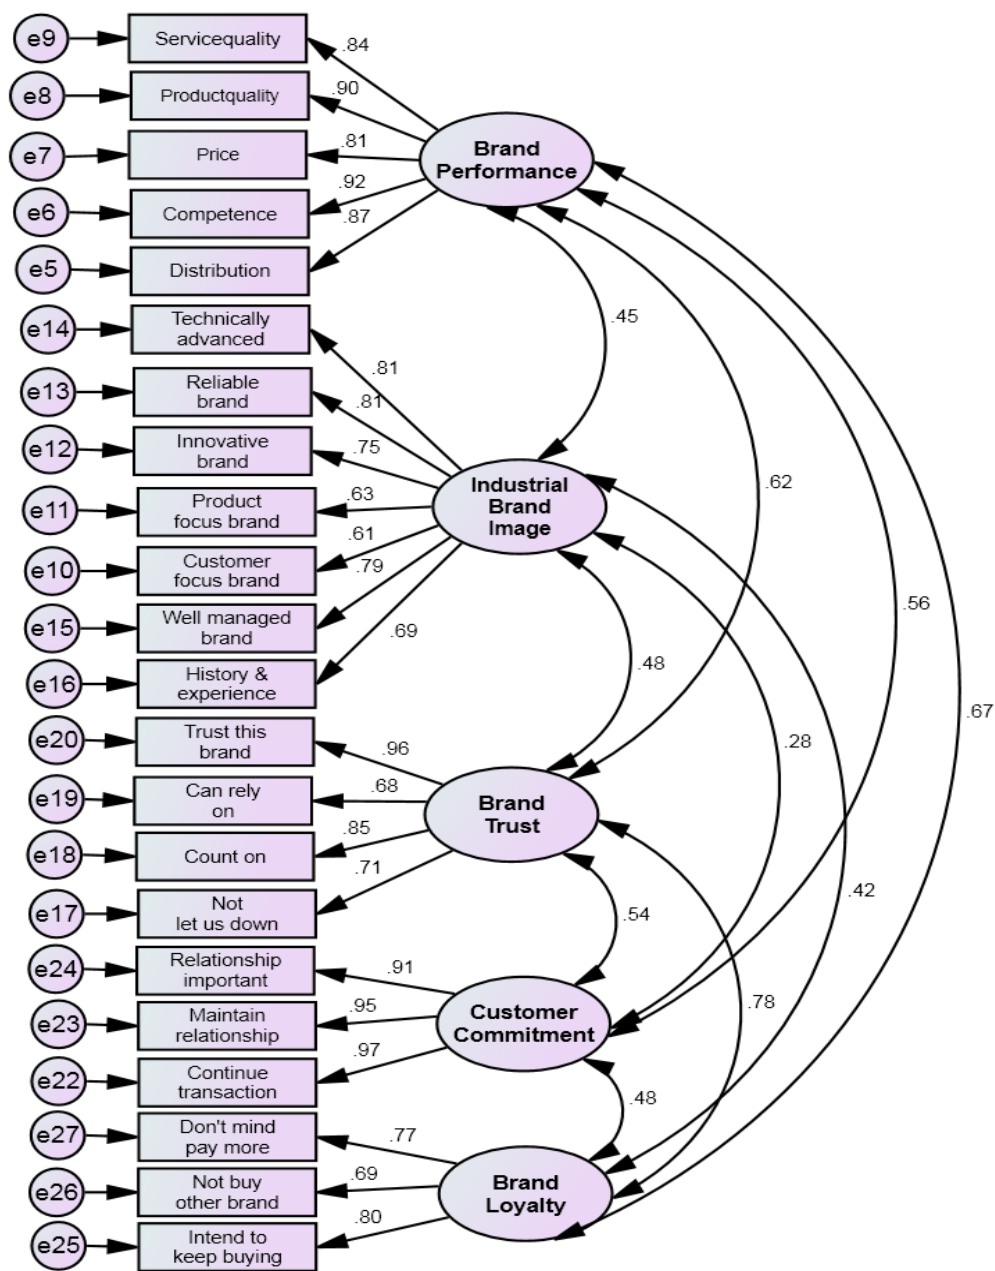 e9
Servicequality
.84
e8
Productquality
.90
e7
Price
.81
e6
Competence
.92
e5
Distribution
.87
Brand
Performance
e14
Technically
advanced
.81
e13
Reliable
brand
.81
e12
Innovative
brand
.75
e11
Product
focus brand
.63
e10
Customer
focus brand
.61
e15
Well managed
brand
.79
e16
History &
experience
.69
Industrial
Brand
Image
e20
Trust this
brand
.96
e19
Can rely
on
.68
e18
Count on
.85
e17
Not
let us down
.71
Brand
Trust
e24
Relationship
important
.91
e23
Maintain
relationship
.95
e22
Continue
transaction
.97
Customer
Commitment
e27
Don't mind
pay more
.77
e26
Not buy
other brand
.69
e25
Intend to
keep buying
.80
Brand
Loyalty
.45
.62
.56
.67
.48
.28
.42
.54
.78
.48